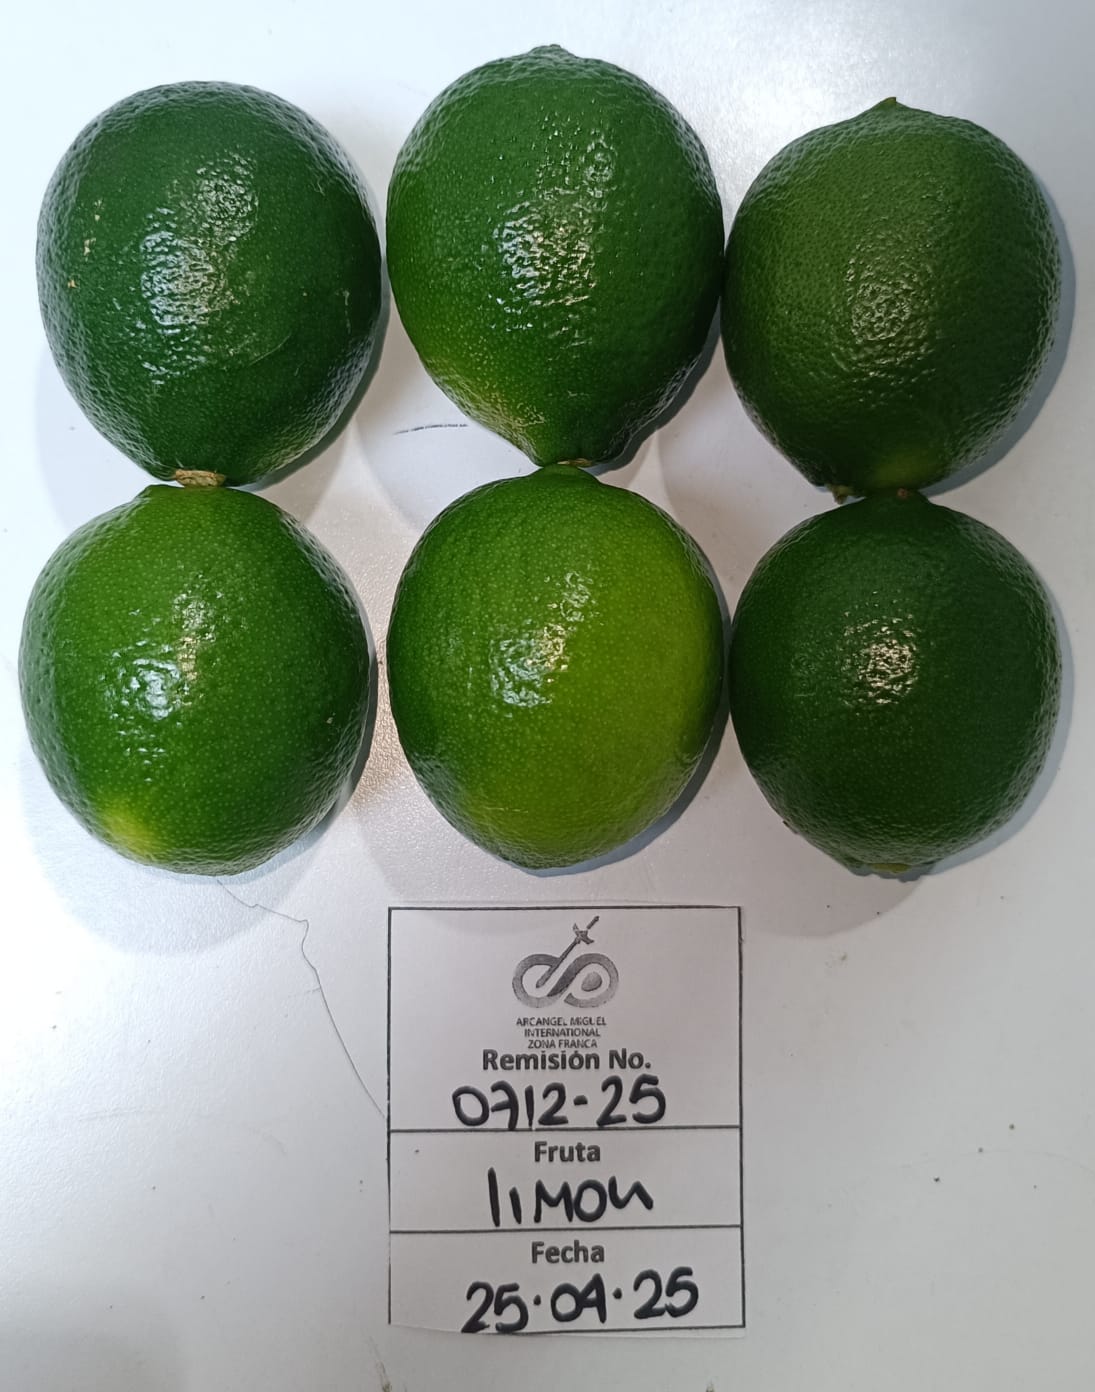 ARCANGEL MIGUEL
INTERNATIONAL
ZONA FRANCA
Remisión No.
0712-25
Fruta
limon
Fecha
25.04.25